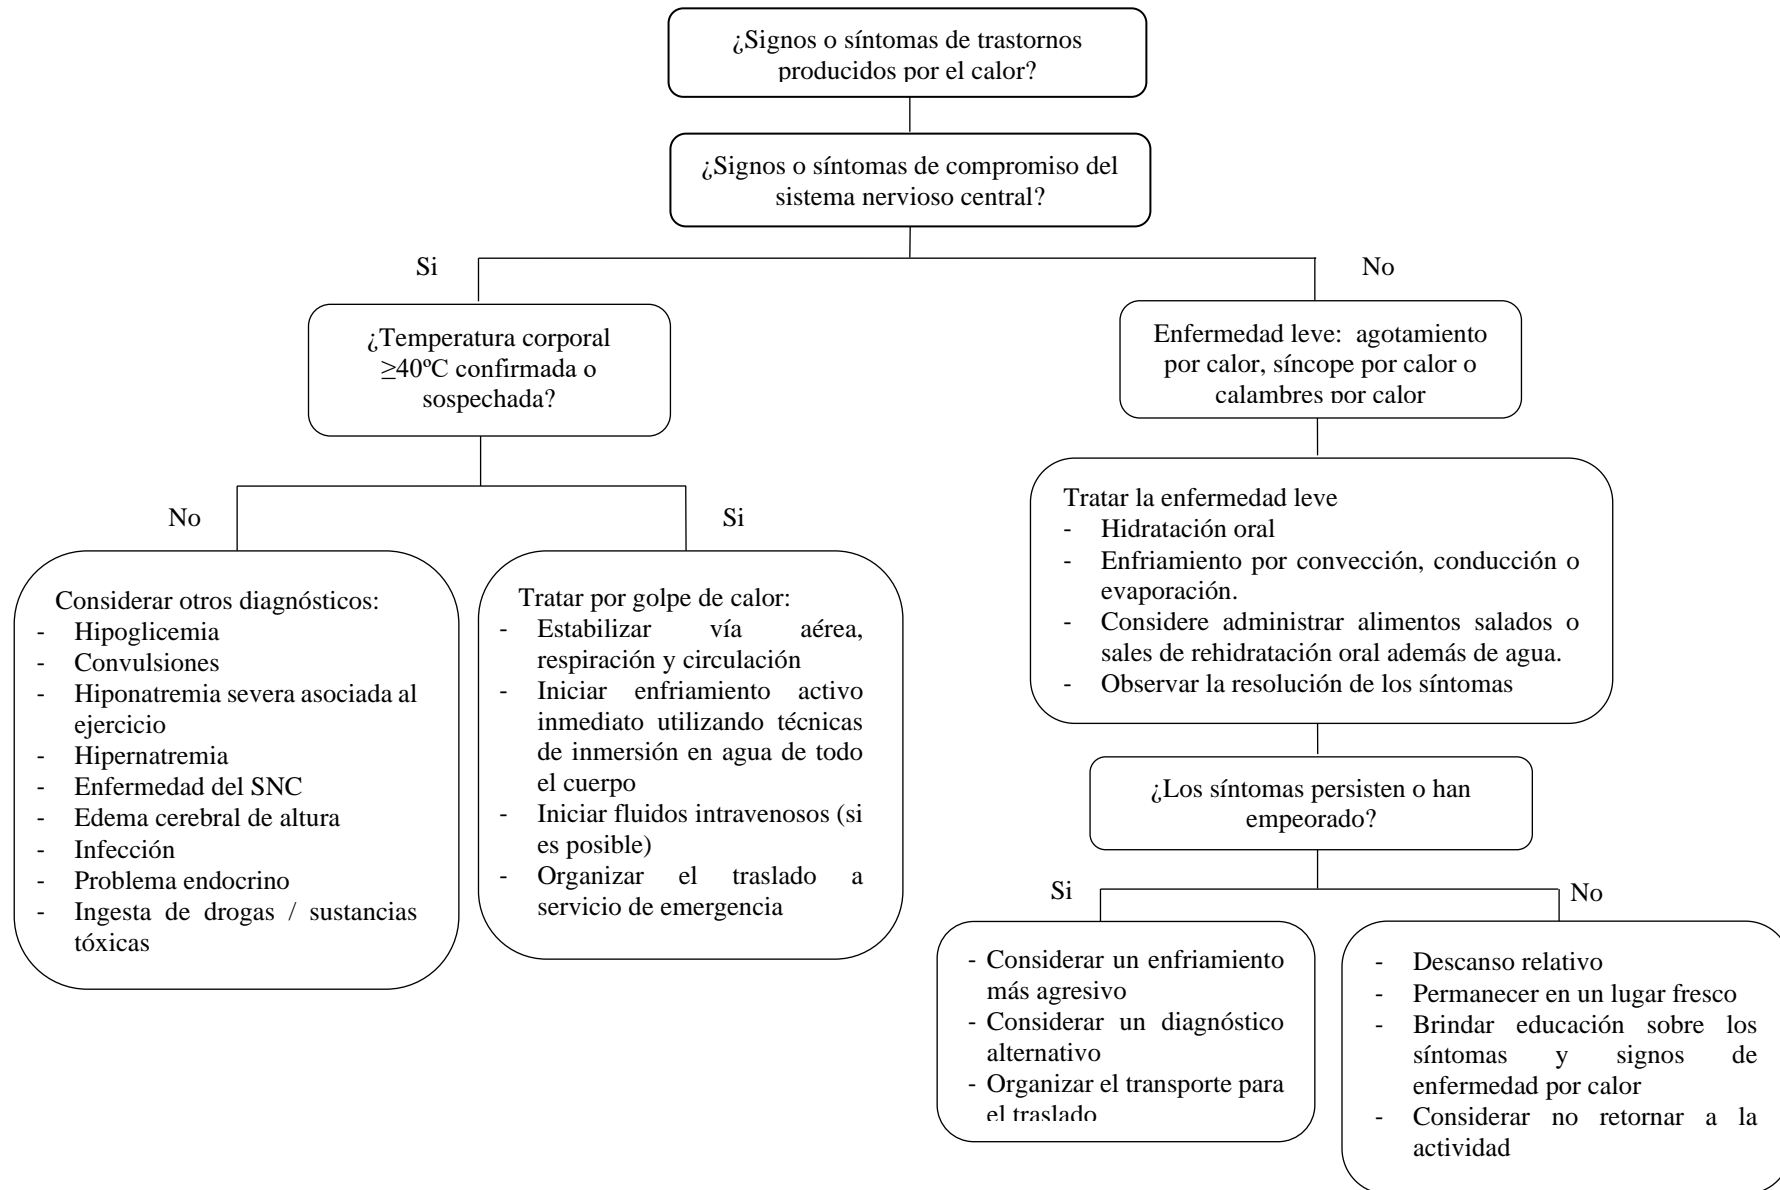 ¿Signos o síntomas de trastornos
producidos por el calor?
¿Signos o síntomas de compromiso del
sistema nervioso central?
Si
No
¿Temperatura corporal
≥40ºC confirmada o
sospechada?
Enfermedad leve: agotamiento
por calor, síncope por calor o
calambres por calor
No
Si
Considerar otros diagnósticos:
- Hipoglicemia
- Convulsiones
- Hiponatremia severa asociada al
ejercicio
- Hipernatremia
- Enfermedad del SNC
- Edema cerebral de altura
- Infección
- Problema endocrino
- Ingesta de drogas / sustancias
tóxicas
Tratar por golpe de calor:
- Estabilizar vía aérea,
respiración y circulación
- Iniciar enfriamiento activo
inmediato utilizando técnicas
de inmersión en agua de todo
el cuerpo
- Iniciar fluidos intravenosos (si
es posible)
- Organizar el traslado a
servicio de emergencia
Tratar la enfermedad leve
- Hidratación oral
- Enfriamiento por convección, conducción o
evaporación.
- Considere administrar alimentos salados o
sales de rehidratación oral además de agua.
- Observar la resolución de los síntomas
¿Los síntomas persisten o han
empeorado?
Si
No
- Considerar un enfriamiento
más agresivo
- Considerar un diagnóstico
alternativo
- Organizar el transporte para
el traslado
- Descanso relativo
- Permanecer en un lugar fresco
- Brindar educación sobre los
síntomas y signos de
enfermedad por calor
- Considerar no retornar a la
actividad